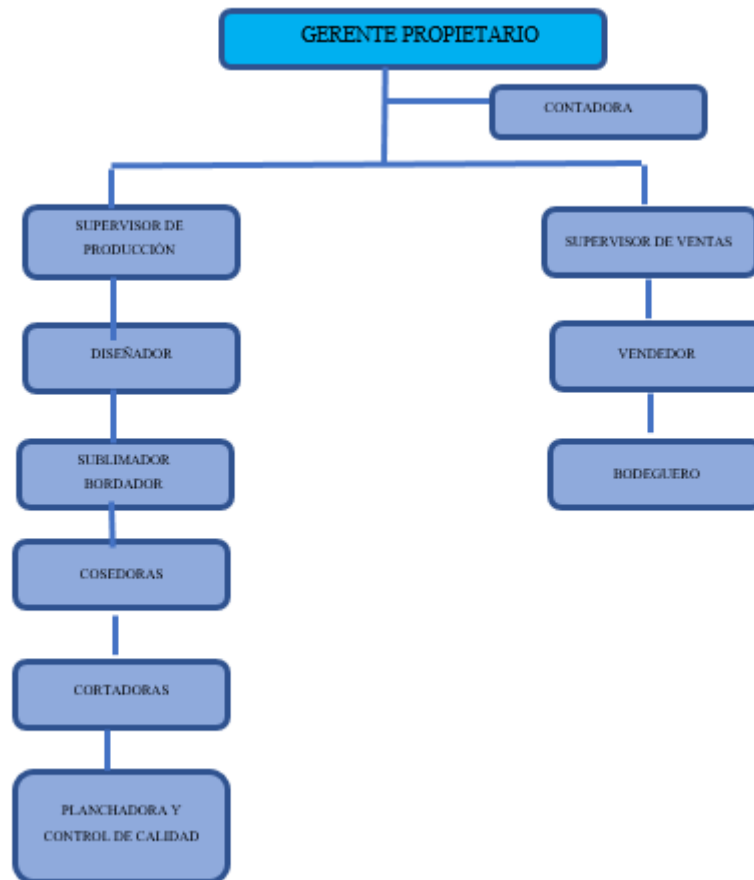 GERENTE PROPIETARIO
CONTADORA
SUPERVISOR DE
PRODUCCIÓN
SUPERVISOR DE VENTAS
DISEÑADOR
VENDEDOR
SUBLIMADOR
BORDADOR
BODEGUERO
COSEDORAS
CORTADORAS
PLANCHADORA Y
CONTROL DE CALIDAD